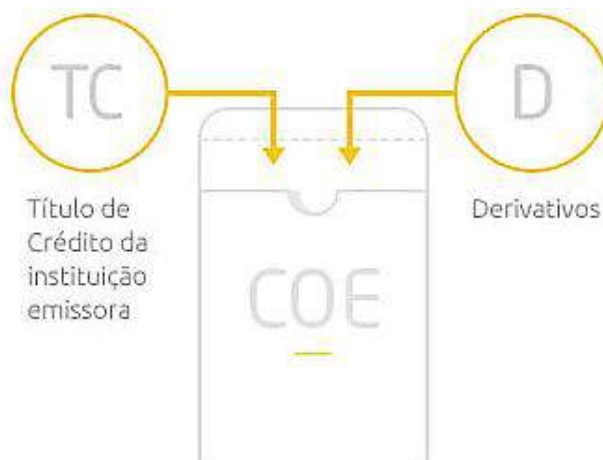 TC
D
Título de
Crédito da
instituição
emissora
Derivativos
COE